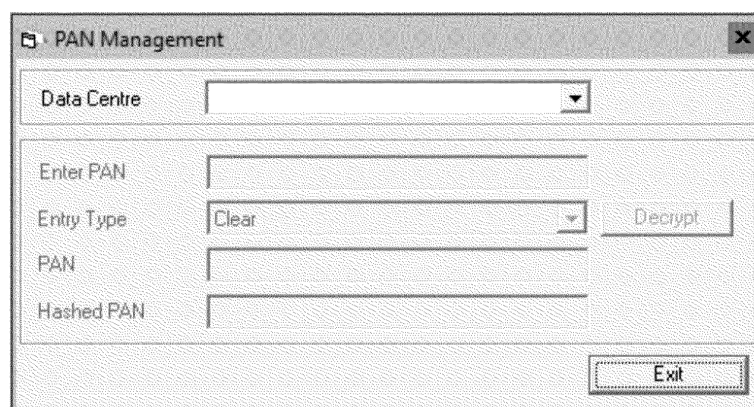 PAN Management
Data Centre
Enter PAN
Entry Type Clear Decrypt
PAN
Hashed PAN
Exit